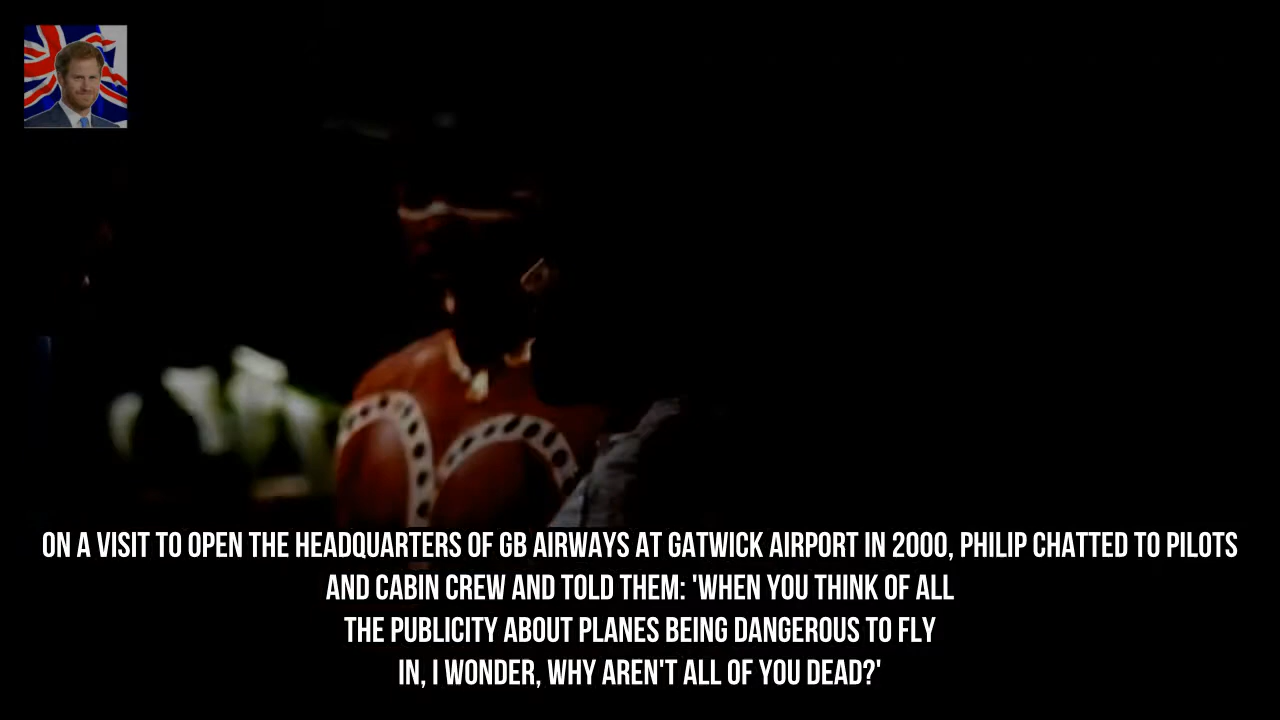 ON A VISIT TO OPEN THE HEADQUARTERS OF GB AIRWAYS AT GATWICK AIRPORT IN 2000, PHILIP CHATTED TO PILOTS
AND CABIN CREW AND TOLD THEM: 'WHEN YOU THINK OF ALL
THE PUBLICITY ABOUT PLANES BEING DANGEROUS TO FLY
IN, I WONDER, WHY AREN'T ALL OF YOU DEAD?'